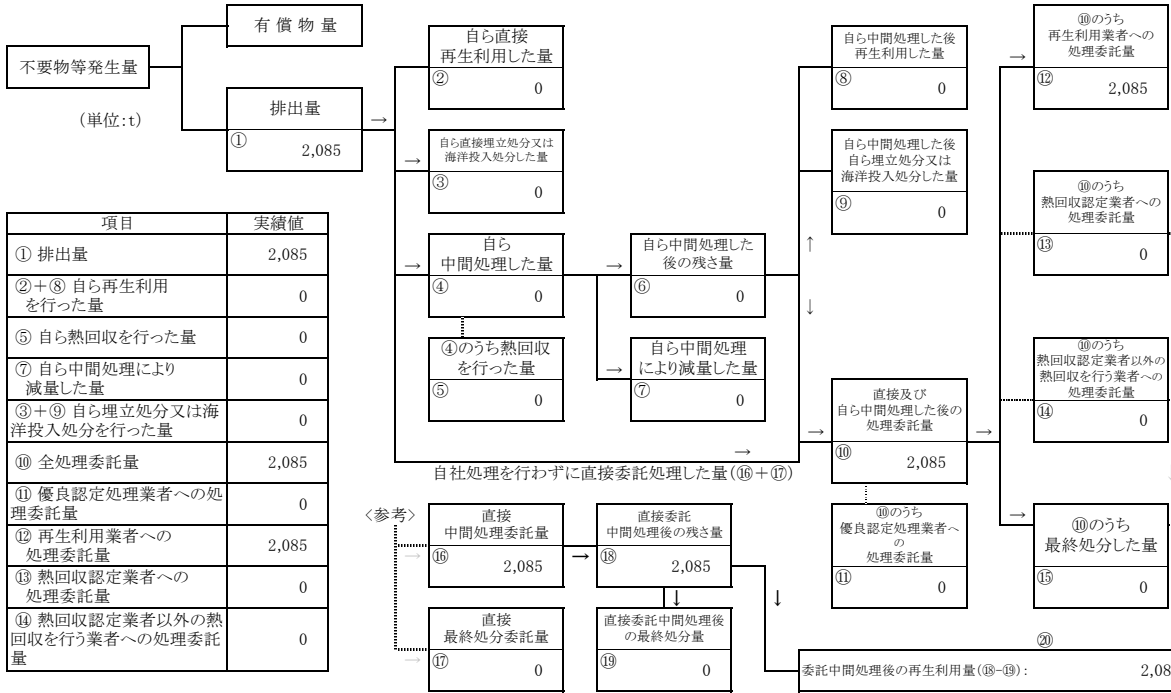 有 償 物 量
不要物等発生量
(単位:t)
排出量
①
2,085
→
自ら直接
再生利用した量
②
0
→
自ら直接埋立処分又は
海洋投入処分した量
③
0
→
自ら
中間処理した量
④
0
④のうち熱回収
を行った量
⑤
0
→
自ら中間処理した
後の残さ量
⑥
0
→
自ら中間処理
により減量した量
⑦
0
自ら中間処理した後
再生利用した量
⑧
0
自ら中間処理した後
自ら埋立処分又は
海洋投入処分した量
⑨
0
↑
↓
→
直接及び
自ら中間処理した後の
処理委託量
⑩
2,085
→
⑩のうち
優良認定処理業者へ
の
処理委託量
⑪
0
→
⑩のうち
再生利用業者への
処理委託量
⑫
2,085
⑩のうち
熱回収認定業者への
処理委託量
⑬
0
⑩のうち
熱回収認定業者以外の
熱回収を行う業者への
処理委託量
⑭
0
→
⑩のうち
最終処分した量
⑮
0
→
自社処理を行わずに直接委託処理した量(⑯+⑰)
〈参考〉
→
直接
中間処理委託量
⑯
2,085
→
直接委託
中間処理後の残さ量
⑱
2,085
↓
↓
→
直接
最終処分委託量
⑰
0
直接委託中間処理後
の最終処分量
⑲
0
⑳
委託中間処理後の再生利用量(⑱-⑲):
2,08
項目 実績値
① 排出量 2,085
②+⑧ 自ら再生利用
を行った量 0
⑤ 自ら熱回収を行った量 0
⑦ 自ら中間処理により
減量した量 0
③+⑨ 自ら埋立処分又は海
洋投入処分を行った量 0
⑩ 全処理委託量 2,085
⑪ 優良認定処理業者への処
理委託量 0
⑫ 再生利用業者への
処理委託量 2,085
⑬ 熱回収認定業者への
処理委託量 0
⑭ 熱回収認定業者以外の熱
回収を行う業者への処理委託
量 0